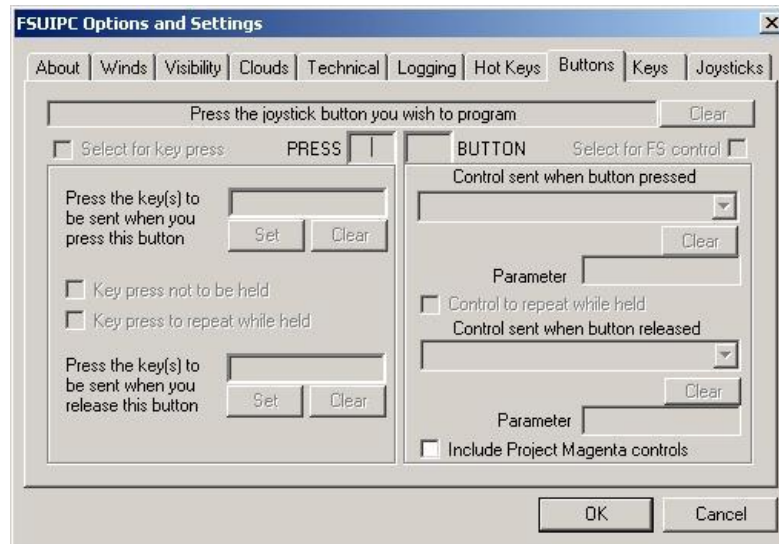 FSUIPC Options and Settings
About Winds Visibility Clouds Technical Logging Hot Keys Buttons Keys Joysticks
Press the joystick button you wish to program Clear
Select for key press PRESS BUTTON Select for FS control
Press the key(s) to
be sent when you
press this button
Set Clear
Key press not to be held
Key press to repeat while held
Press the key(s) to
be sent when you
release this button
Set Clear
Control sent when button pressed
Clear
Parameter
Control to repeat while held
Control sent when button released
Clear
Parameter
Include Project Magenta controls
OK Cancel